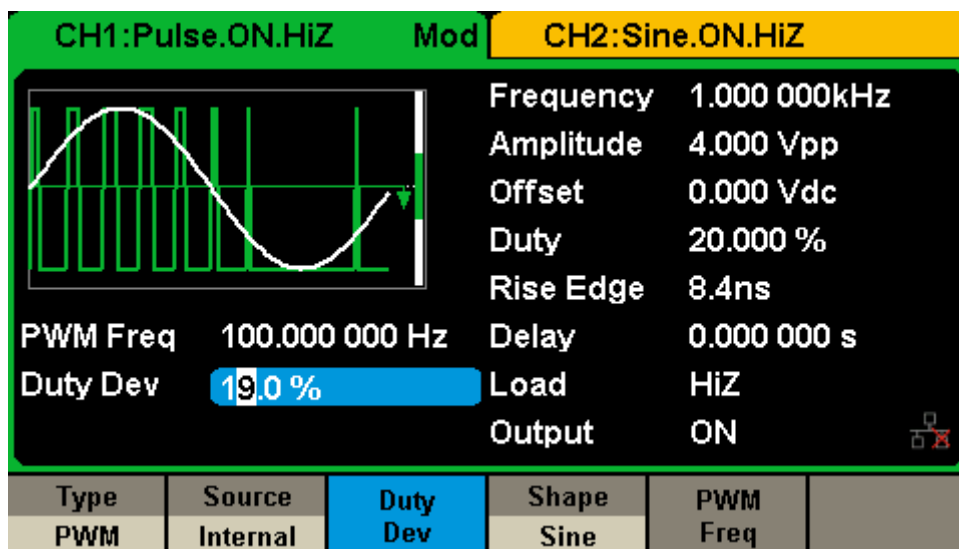 CH1:Pulse.ON.HiZ Mod CH2:Sine.ON.HiZ
Frequency 1.000 000kHz
Amplitude 4.000 Vpp
Offset 0.000 Vdc
Duty 20.000 %
Rise Edge 8.4ns
PWM Freq 100.000 000 Hz Delay 0.000 000 s
Duty Dev 19.0 % Load HiZ
Output ON
Type Source Duty Shape PWM
PWM Internal Dev Sine Freq